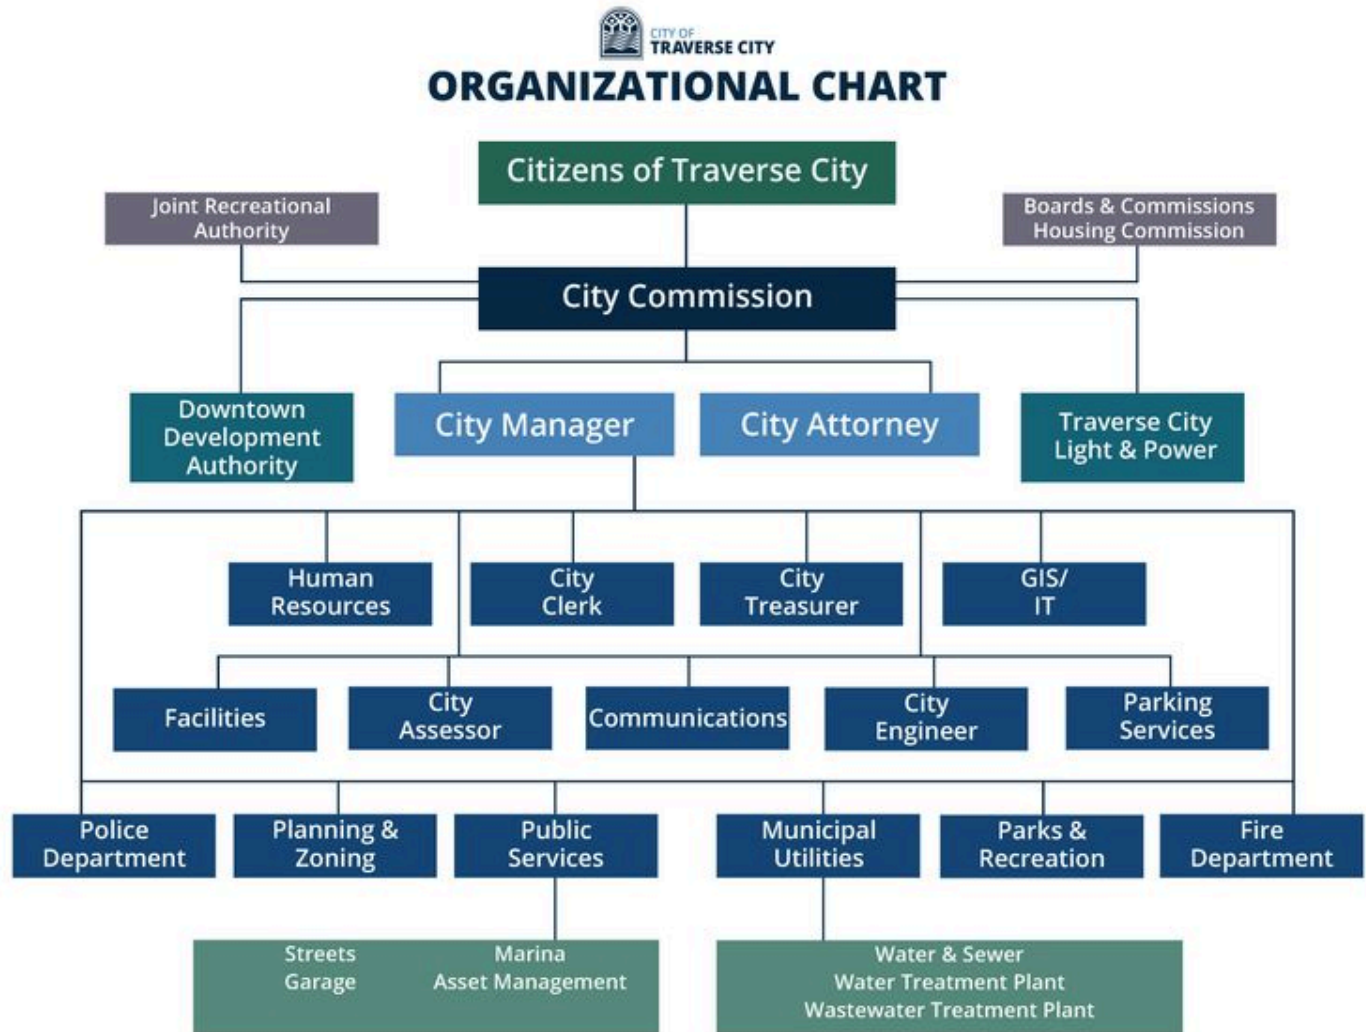 CITY OF
TRAVERSE CITY
ORGANIZATIONAL CHART
Citizens of Traverse City
Joint Recreational
Authority
Boards & Commissions
Housing Commission
City Commission
Downtown
Development
Authority
City Manager
City Attorney
Traverse City
Light & Power
Human
Resources
City
Clerk
City
Treasurer
GIS/
IT
Facilities
City
Assessor
Communications
City
Engineer
Parking
Services
Police
Department
Planning &
Zoning
Public
Services
Municipal
Utilities
Parks &
Recreation
Fire
Department
Streets
Garage
Marina
Asset Management
Water & Sewer
Water Treatment Plant
Wastewater Treatment Plant